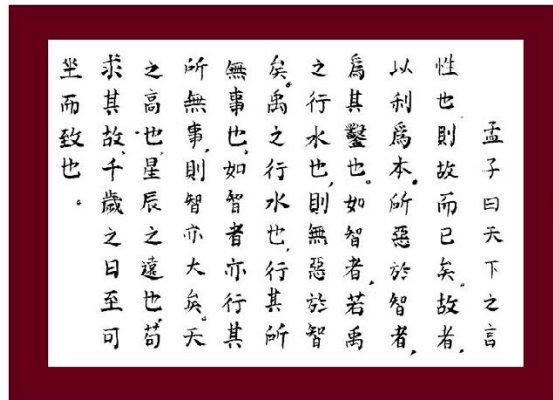 孟子曰天下之言
性也則故而已矣。故者，
以利爲本。所惡於智者，
爲其鑿也。如智者，若禹
之行水也，則無惡於智
矣。禹之行水也，行其所
無事也，如智者亦行其
所無事，則智亦大矣。天
之高也，星辰之遠也，苟
求其故，千歲之日至可
坐而致也。